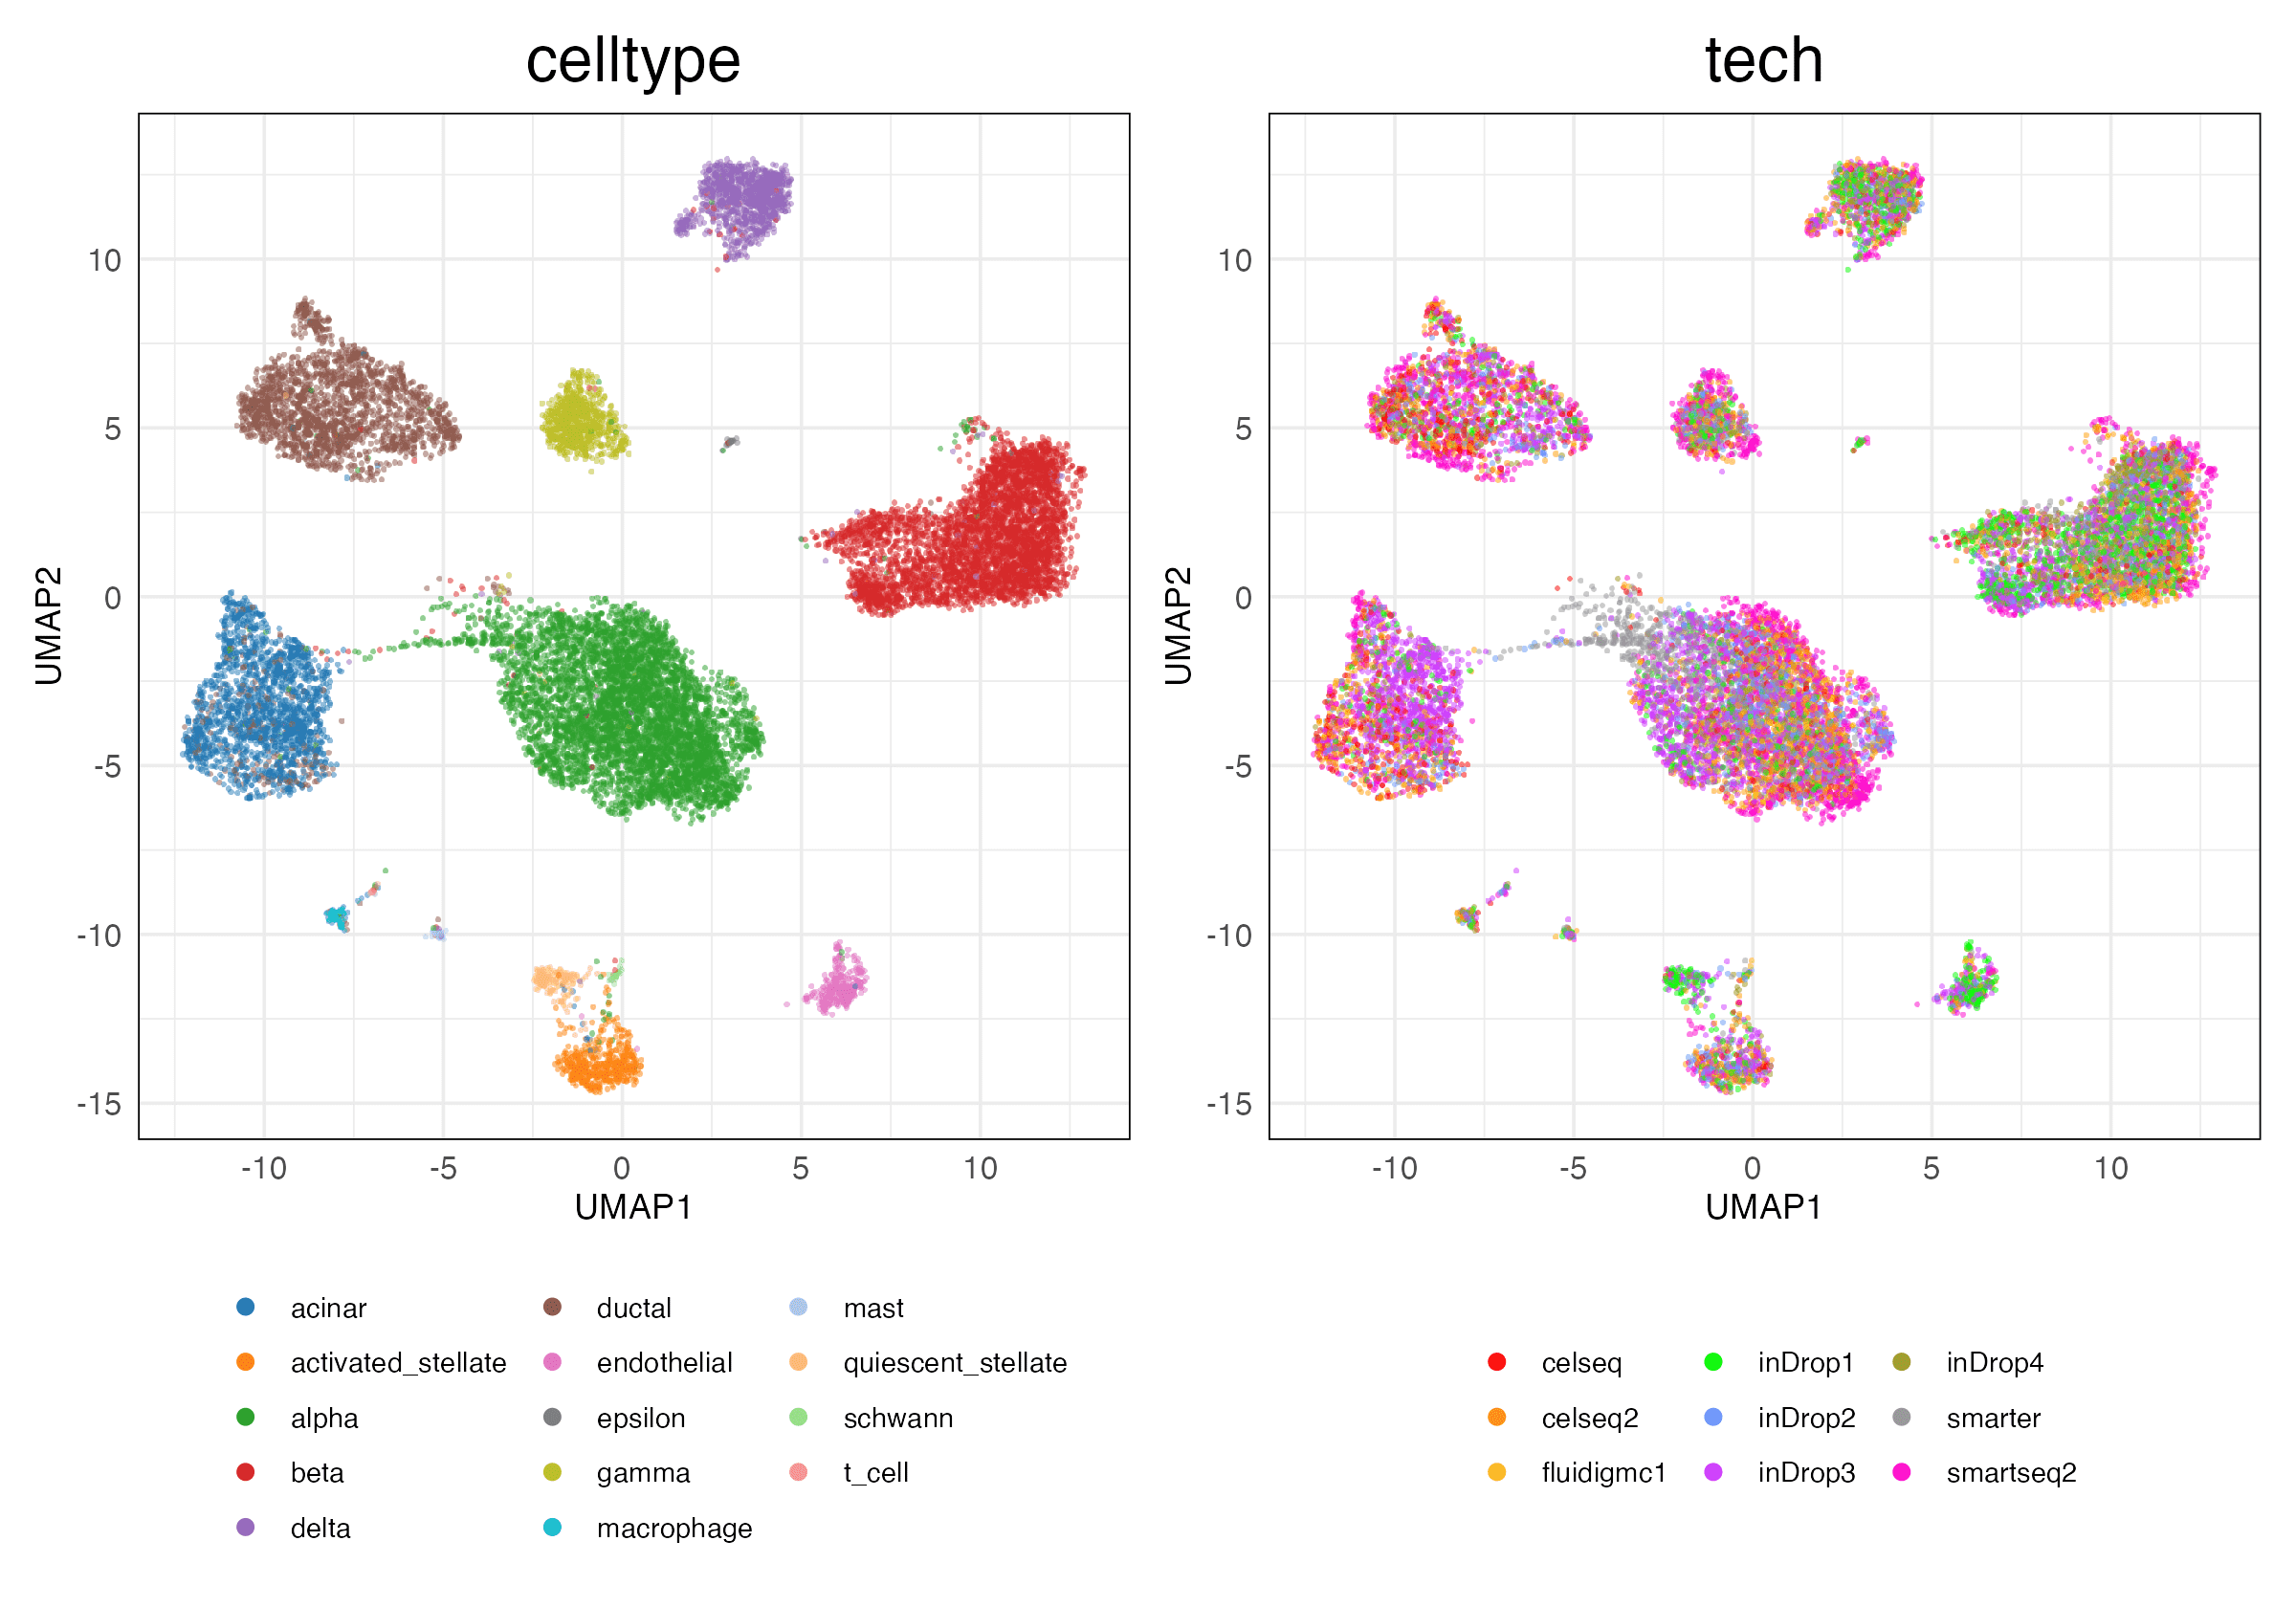 celltype
tech
10
5
0
-5
-10
-15
UMAP2
-10 -5 0 5 10
UMAP1
10
5
0
-5
-10
-15
UMAP2
-10 -5 0 5 10
UMAP1
acinar ductal mast
activated_stellate endothelial quiescent_stellate
alpha epsilon schwann
beta gamma t_cell
delta macrophage
celseq inDrop1 inDrop4
celseq2 inDrop2 smarter
fluidigmc1 inDrop3 smartseq2